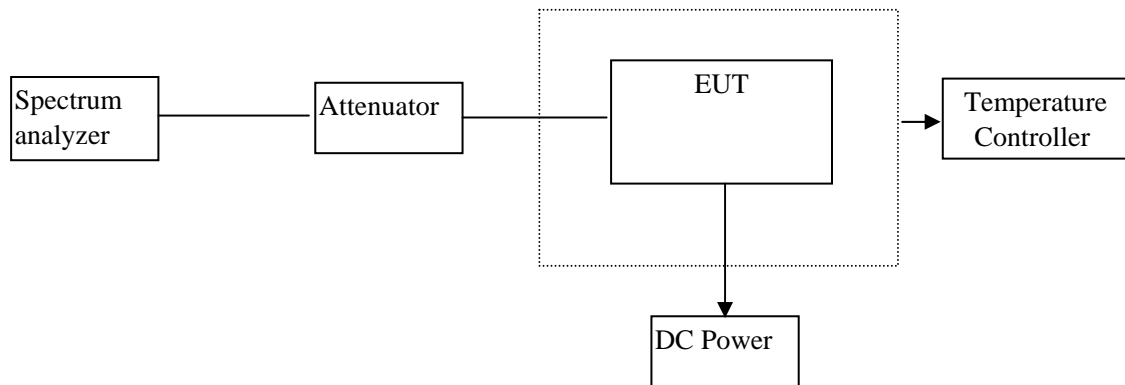 Spectrum
analyzer
Attenuator
EUT
Temperature
Controller
DC Power